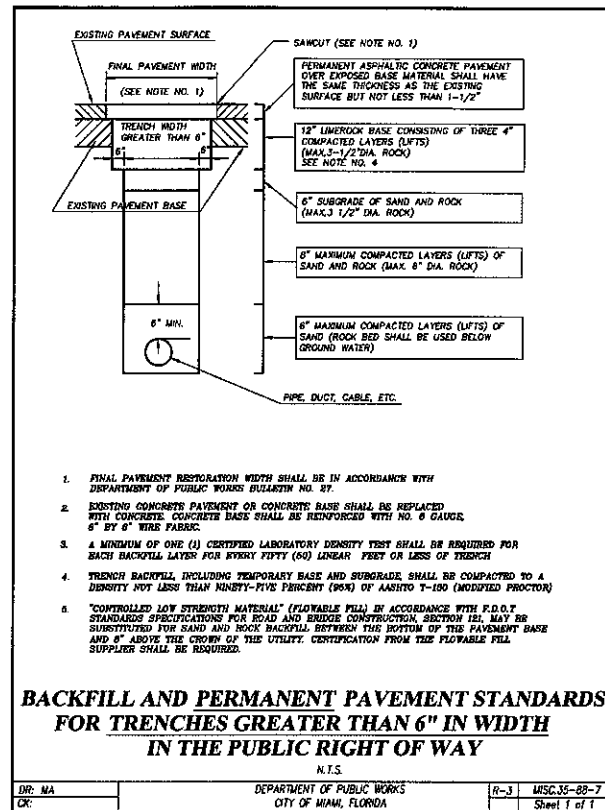 EXISTING PAVEMENT SURFACE
SAWCUT (SEE NOTE NO. 1)
FINAL PAVEMENT WIDTH
(SEE NOTE NO. 1)
PERMANENT ASPHALTIC CONCRETE PAVEMENT
OVER EXPOSED BASE MATERIAL SHALL HAVE
THE SAME THICKNESS AS THE EXISTING
SURFACE BUT NOT LESS THAN 1-1/2"
TRENCH WIDTH
GREATER THAN 6"
6"
6"
12" LIMEROCK BASE CONSISTING OF THREE 4"
COMPACTED LAYERS (LIFTS)
(MAX.3-1/2"DIA. ROCK)
SEE NOTE NO. 4
EXISTING PAVEMENT BASE
6" SUBGRADE OF SAND AND ROCK
(MAX.3 1/2" DIA. ROCK)
8" MAXIMUM COMPACTED LAYERS (LIFTS) OF
SAND AND ROCK (MAX. 6" DIA. ROCK)
6" MIN.
6" MAXIMUM COMPACTED LAYERS (LIFTS) OF
SAND (ROCK BED SHALL BE USED BELOW
GROUND WATER)
PIPE, DUCT, CABLE, ETC.
1. FINAL PAVEMENT RESTORATION WIDTH SHALL BE IN ACCORDANCE WITH
DEPARTMENT OF PUBLIC WORKS BULLETIN NO. 27.
2. EXISTING CONCRETE PAVEMENT OR CONCRETE BASE SHALL BE REPLACED
WITH CONCRETE. CONCRETE BASE SHALL BE REINFORCED WITH NO. 6 GAUGE,
6" BY 6" WIRE FABRIC.
3. A MINIMUM OF ONE (1) CERTIFIED LABORATORY DENSITY TEST SHALL BE REQUIRED FOR
EACH BACKFILL LAYER FOR EVERY FIFTY (50) LINEAR FEET OR LESS OF TRENCH
4. TRENCH BACKFILL, INCLUDING TEMPORARY BASE AND SUBGRADE, SHALL BE COMPACTED TO A
DENSITY NOT LESS THAN NINETY-FIVE PERCENT (95%) OF AASHTO T-180 (MODIFIED PROCTOR)
5. "CONTROLLED LOW STRENGTH MATERIAL" (FLOWABLE FILL) IN ACCORDANCE WITH F.D.O.T
STANDARDS SPECIFICATIONS FOR ROAD AND BRIDGE CONSTRUCTION, SECTION 121, MAY BE
SUBSTITUTED FOR SAND AND ROCK BACKFILL BETWEEN THE BOTTOM OF THE PAVEMENT BASE
AND 6" ABOVE THE CROWN OF THE UTILITY. CERTIFICATION FROM THE FLOWABLE FILL
SUPPLIER SHALL BE REQUIRED.
BACKFILL AND PERMANENT PAVEMENT STANDARDS
FOR TRENCHES GREATER THAN 6" IN WIDTH
IN THE PUBLIC RIGHT OF WAY
N.T.S.
DR: MA
DEPARTMENT OF PUBLIC WORKS
R-3
MISC.35-88-7
CK:
CITY OF MIAMI, FLORIDA
Sheet 1 of 1